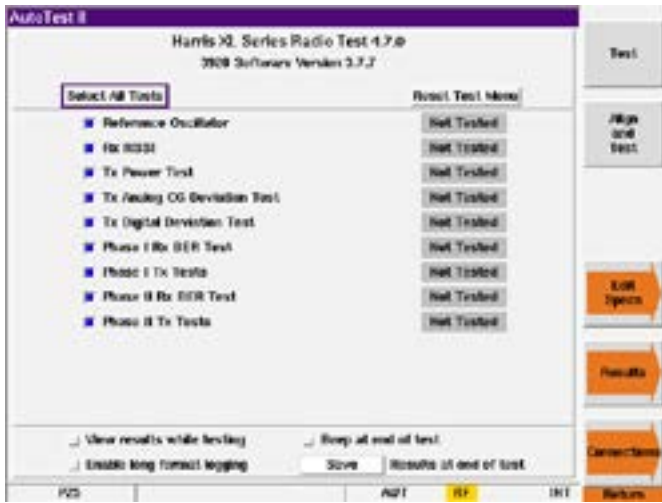 AutoTest II
Harris XL Series Radio Test 4.7.0
3920 Software Version 3.7.7
Select All Tests
Reset Test Menu
Reference Oscillator Not Tested
Rx RSSI Not Tested
Tx Power Test Not Tested
Tx Analog CG Deviation Test Not Tested
Tx Digital Deviation Test Not Tested
Phase I Rx BER Test Not Tested
Phase I Tx Tests Not Tested
Phase II Rx BER Test Not Tested
Phase II Tx Tests Not Tested
View results while testing
Beep at end of test
Enable long format logging
Save Results at end of test
P25 AUT RF INT
Test
Align
and
Test
Edit
Specs
Results
Connections
Return